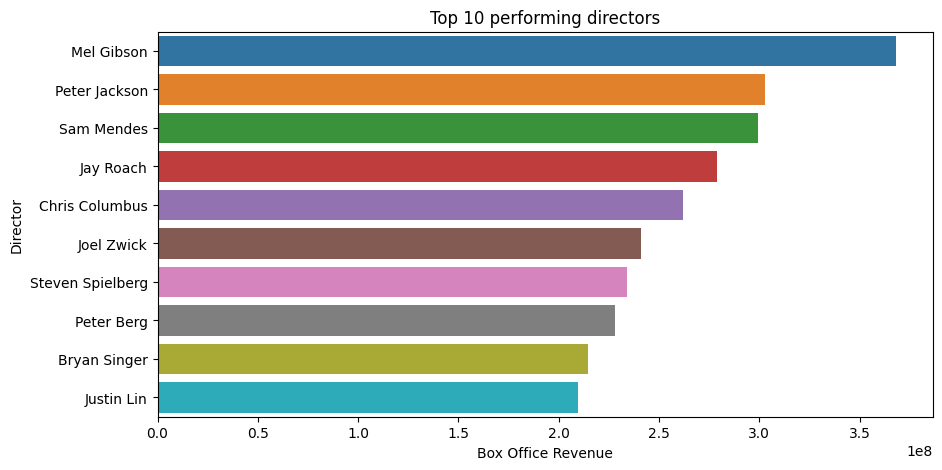 Top 10 performing directors
Director
Mel Gibson
Peter Jackson
Sam Mendes
Jay Roach
Chris Columbus
Joel Zwick
Steven Spielberg
Peter Berg
Bryan Singer
Justin Lin
0.0 0.5 1.0 1.5 2.0 2.5 3.0 3.5
1e8
Box Office Revenue